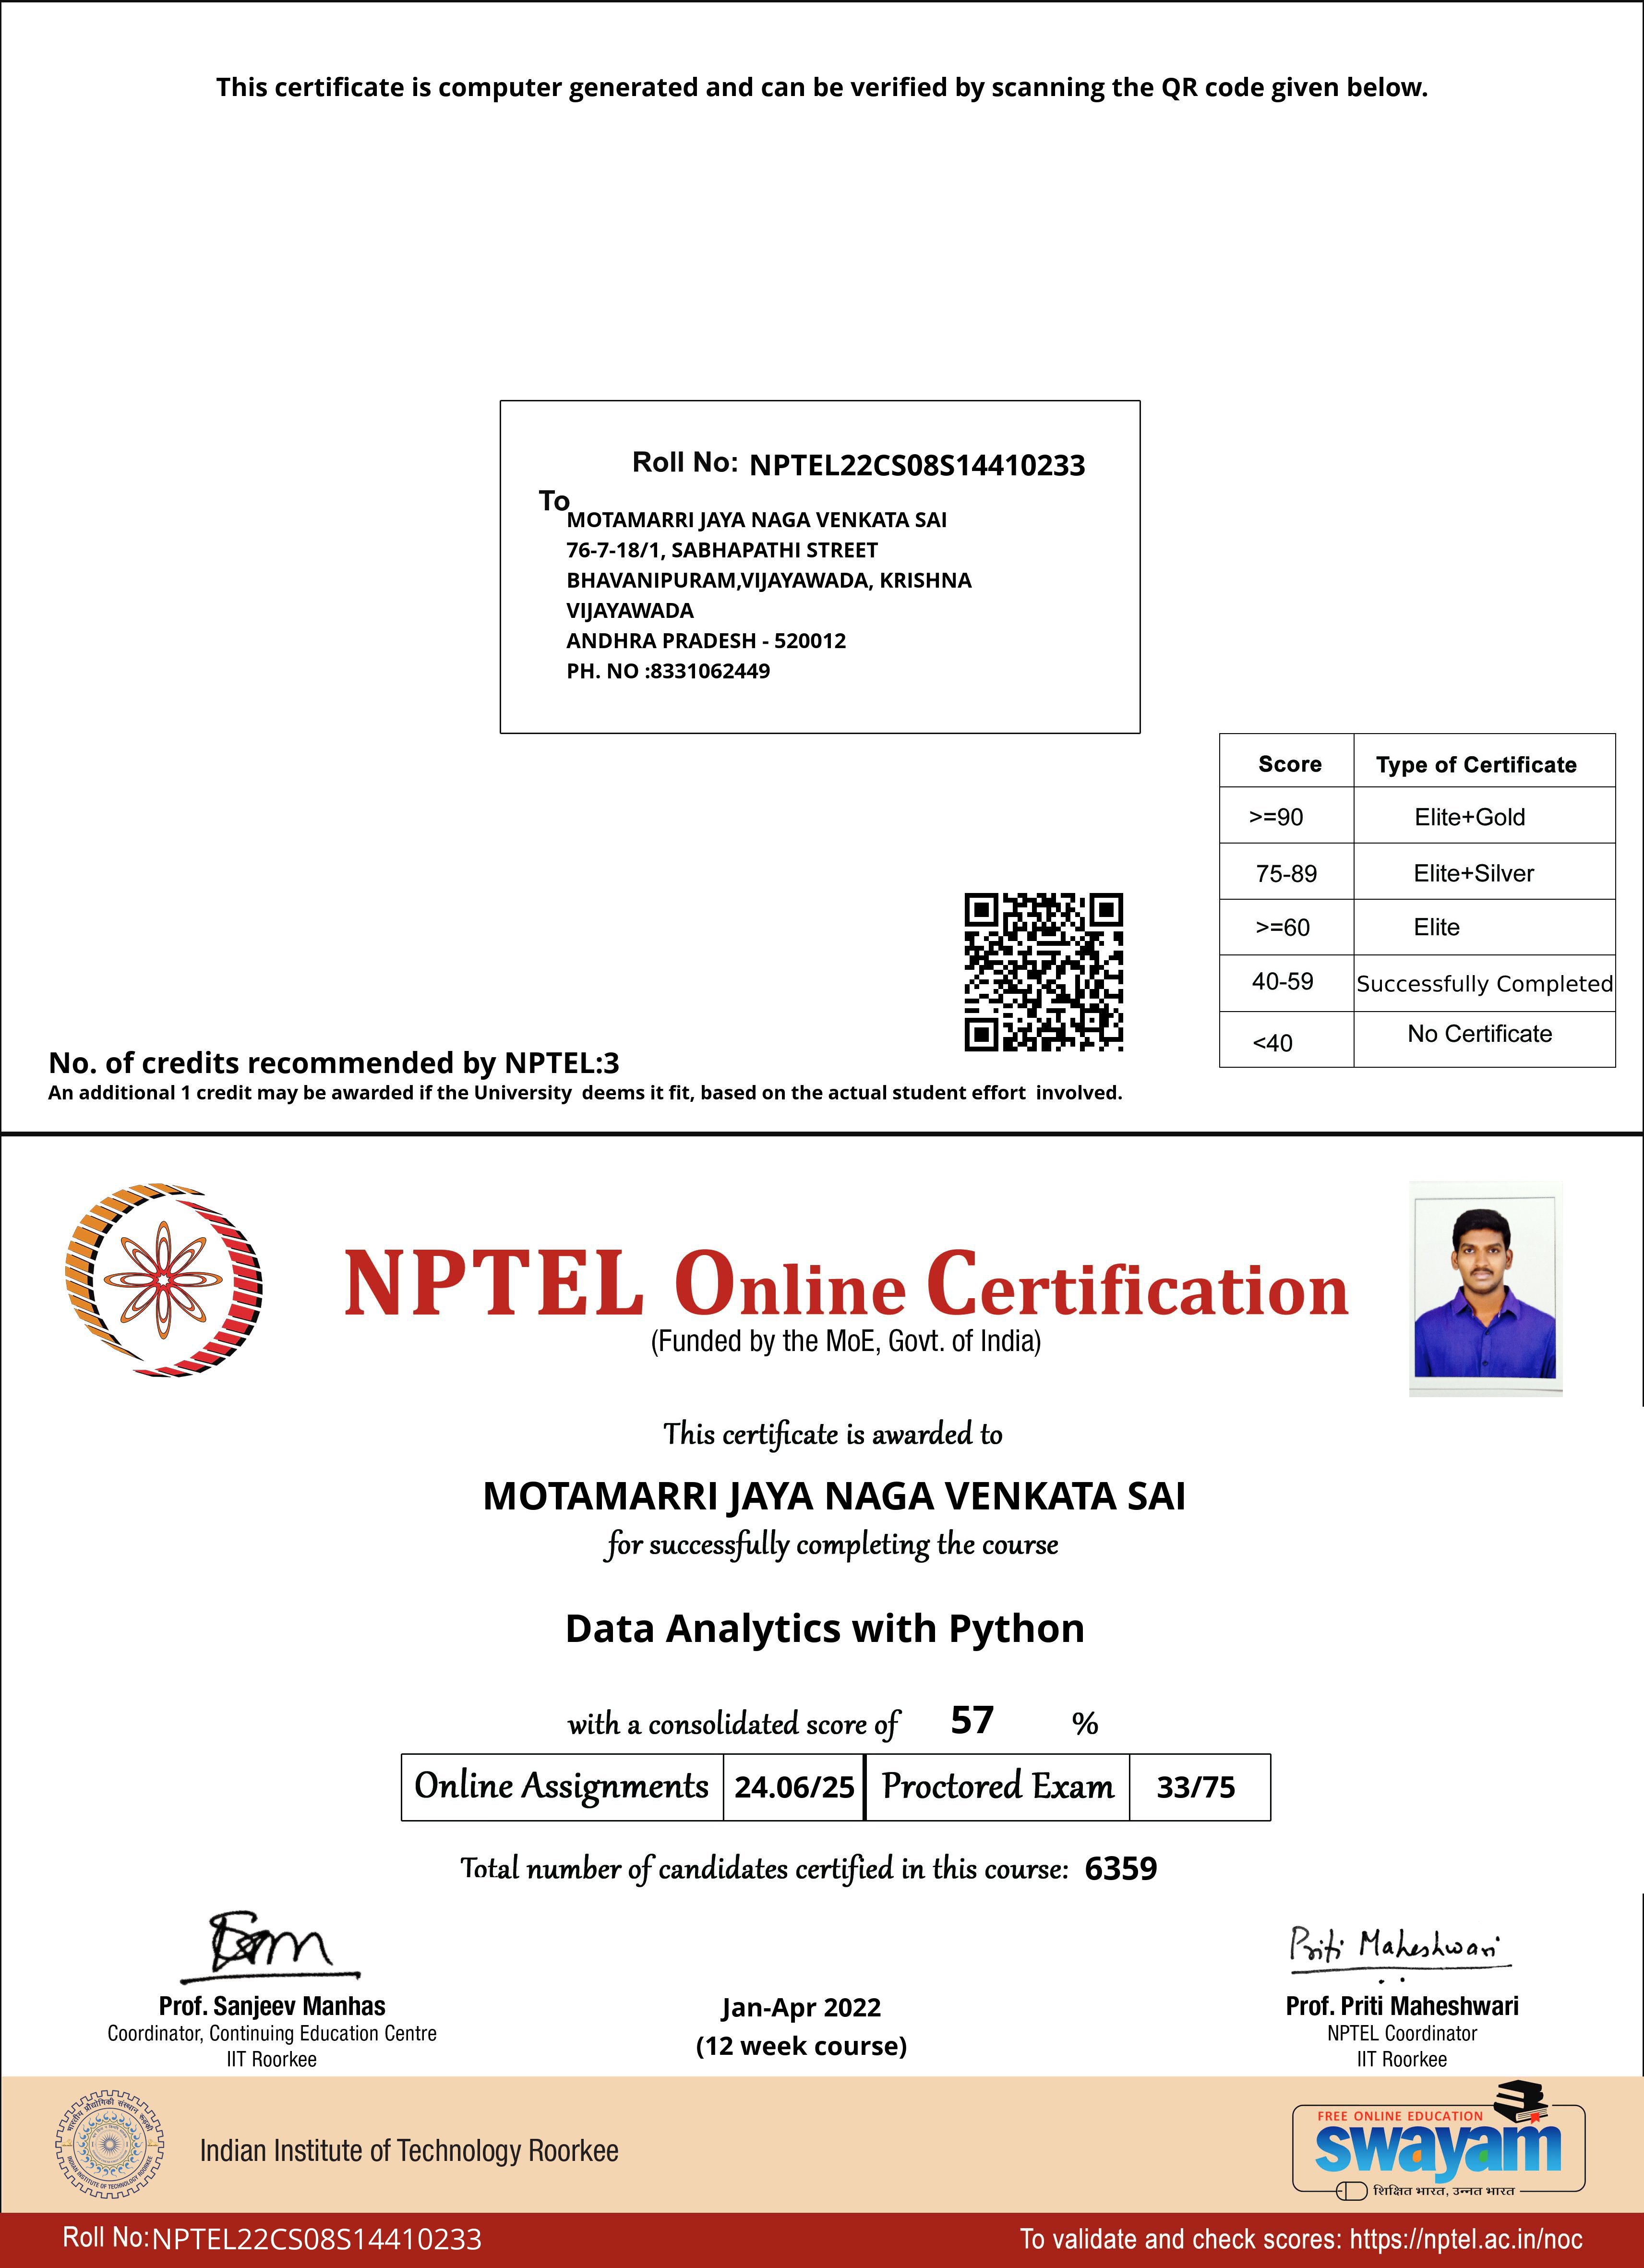 This certificate is computer generated and can be verified by scanning the QR code given below.
Roll No: NPTEL22CS08S14410233
To
MOTAMARRI JAYA NAGA VENKATA SAI
76-7-18/1, SABHAPATHI STREET
BHAVANIPURAM,VIJAYAWADA, KRISHNA
VIJAYAWADA
ANDHRA PRADESH - 520012
PH. NO :8331062449
Score Type of Certificate
>=90 Elite+Gold
75-89 Elite+Silver
>=60 Elite
40-59 Successfully Completed
<40 No Certificate
No. of credits recommended by NPTEL:3
An additional 1 credit may be awarded if the University deems it fit, based on the actual student effort involved.
NPTEL Online Certification
(Funded by the MoE, Govt. of India)
This certificate is awarded to
MOTAMARRI JAYA NAGA VENKATA SAI
for successfully completing the course
Data Analytics with Python
with a consolidated score of 57 %
Online Assignments 24.06/25 Proctored Exam 33/75
Total number of candidates certified in this course: 6359
Priti Maheshwari
Prof. Sanjeev Manhas
Coordinator, Continuing Education Centre
IIT Roorkee
Jan-Apr 2022
(12 week course)
Prof. Priti Maheshwari
NPTEL Coordinator
IIT Roorkee
भारतीय प्रौद्योगिकी संस्थान रूड़की
INDIAN INSTITUTE OF TECHNOLOGY ROORKEE
Indian Institute of Technology Roorkee
FREE ONLINE EDUCATION
swayam
शिक्षित भारत, उन्नत भारत
Roll No:NPTEL22CS08S14410233
To validate and check scores: https://nptel.ac.in/noc